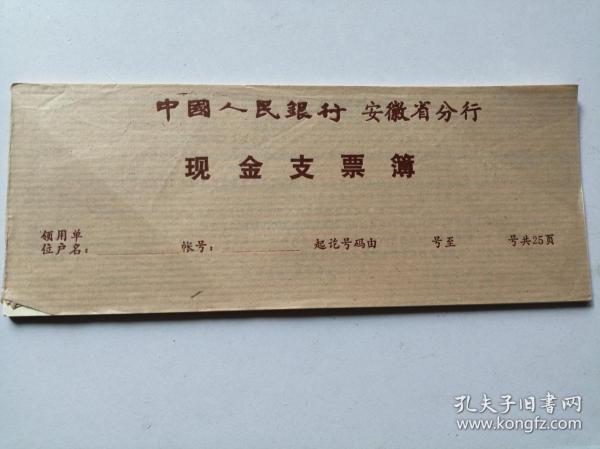 中國人民銀行 安徽省分行
现金支票簿
领用单
位户名： 帐号： 起讫号码由 号至 号共25页
孔夫子旧书网
www.kongfz.com